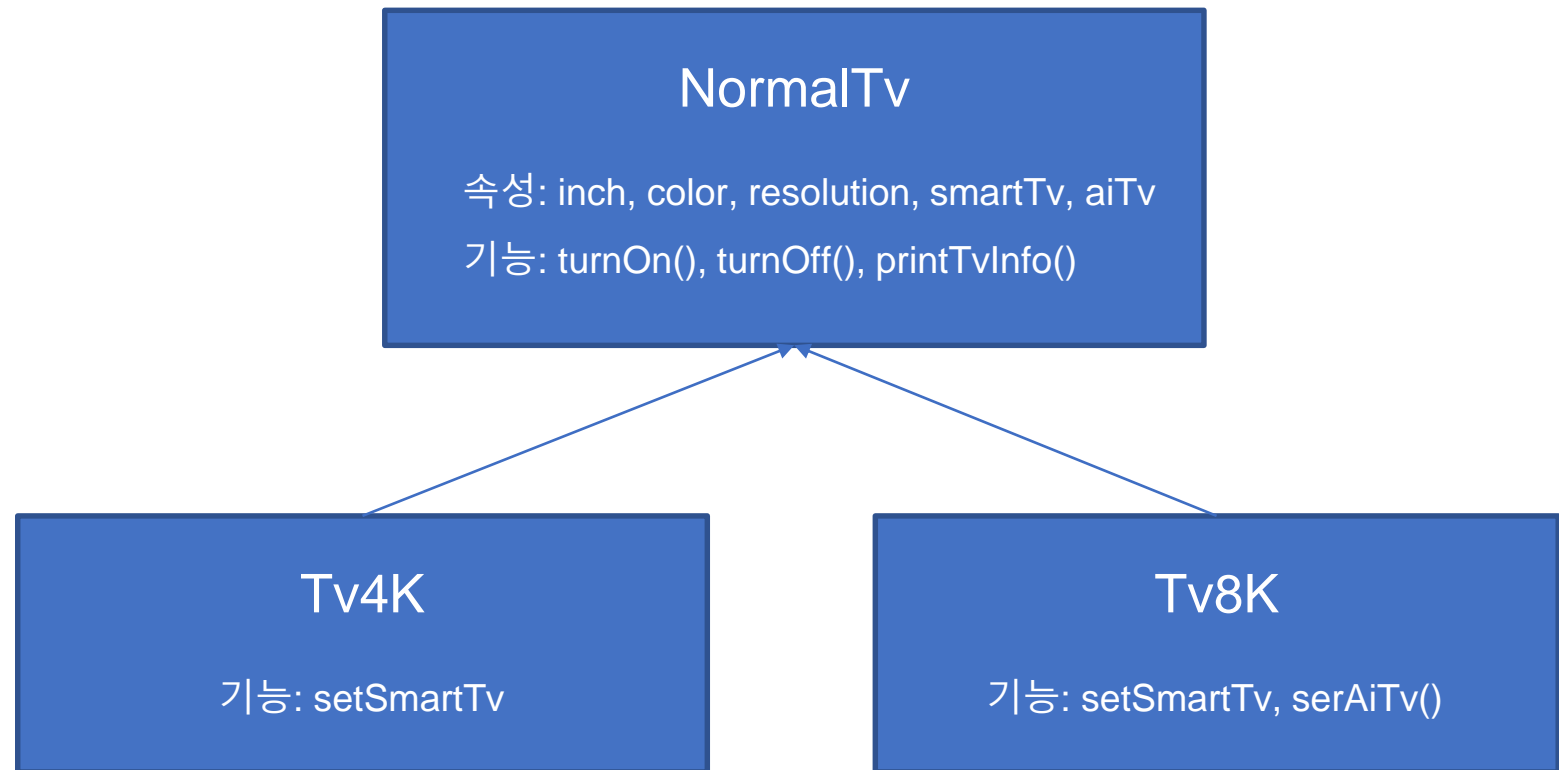 NormalTv
속성: inch, color, resolution, smartTv, aiTv
기능: turnOn(), turnOff(), printTvInfo()
Tv4K
기능: setSmartTv
Tv8K
기능: setSmartTv, serAiTv()